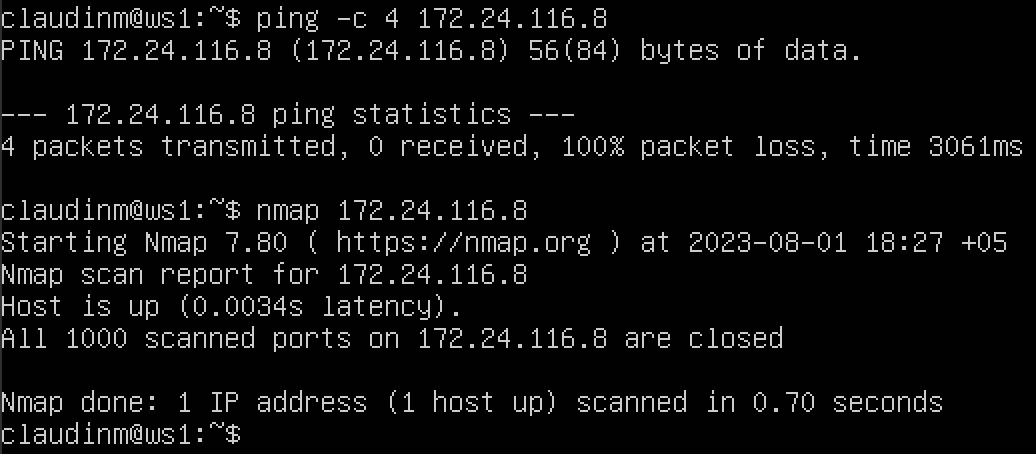 claudinm@ws1:~$ ping -c 4 172.24.116.8
PING 172.24.116.8 (172.24.116.8) 56(84) bytes of data.
--- 172.24.116.8 ping statistics ---
4 packets transmitted, 0 received, 100% packet loss, time 3061ms
claudinm@ws1:~$ nmap 172.24.116.8
Starting Nmap 7.80 ( https://nmap.org ) at 2023-08-01 18:27 +05
Nmap scan report for 172.24.116.8
Host is up (0.0034s latency).
All 1000 scanned ports on 172.24.116.8 are closed
Nmap done: 1 IP address (1 host up) scanned in 0.70 seconds
claudinm@ws1:~$